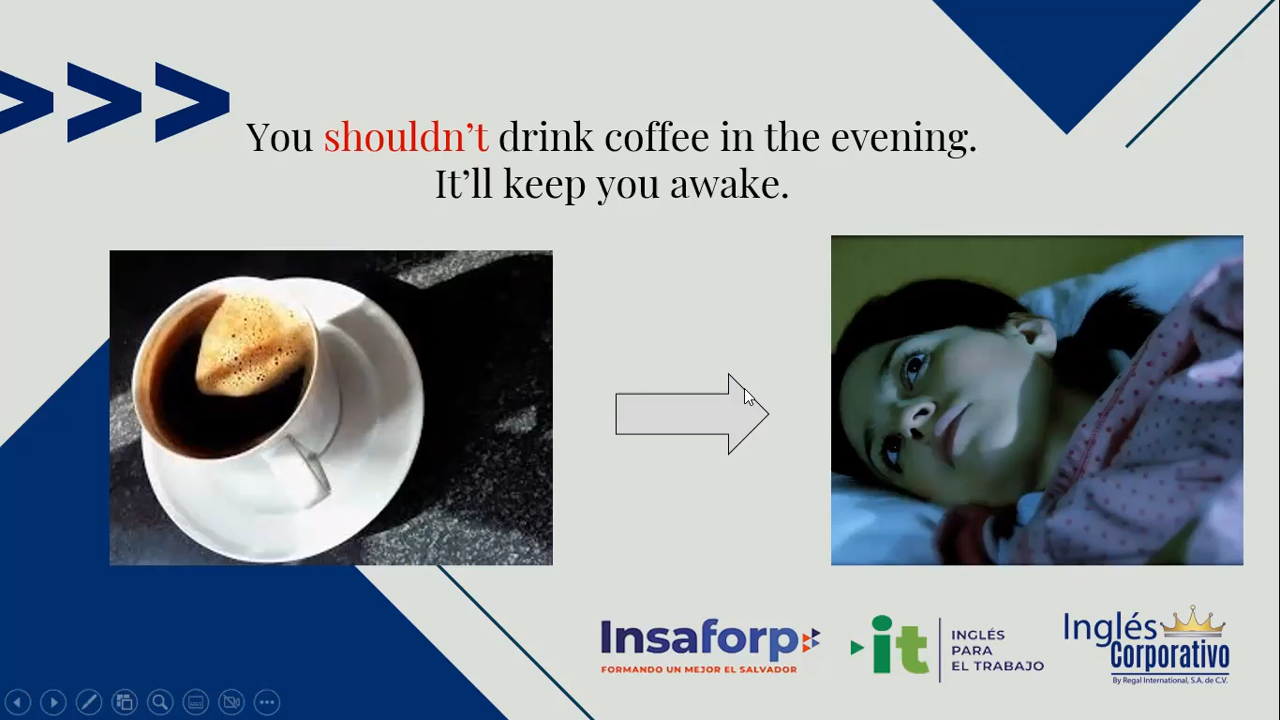 You shouldn’t drink coffee in the evening.
It’ll keep you awake.
Insaforp
FORMANDO UN MEJOR EL SALVADOR
it
INGLÉS
PARA
EL TRABAJO
Inglés
Corporativo
By Regal International, S.A. de C.V.